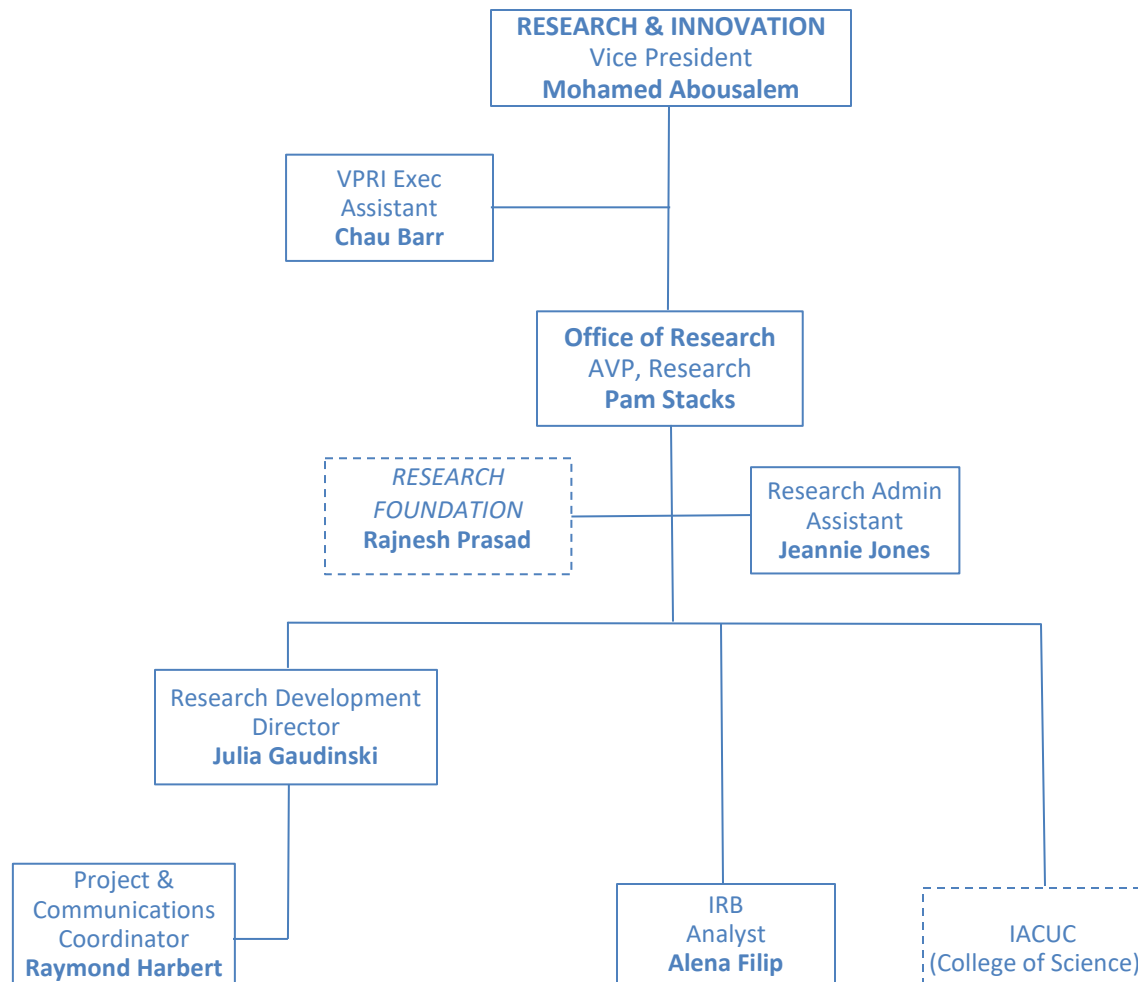 RESEARCH & INNOVATION
Vice President
Mohamed Abousalem
VPRI Exec
Assistant
Chau Barr
Office of Research
AVP, Research
Pam Stacks
RESEARCH
FOUNDATION
Rajnesh Prasad
Research Admin
Assistant
Jeannie Jones
Research Development
Director
Julia Gaudinski
Project &
Communications
Coordinator
Raymond Harbert
IRB
Analyst
Alena Filip
IACUC
(College of Science)